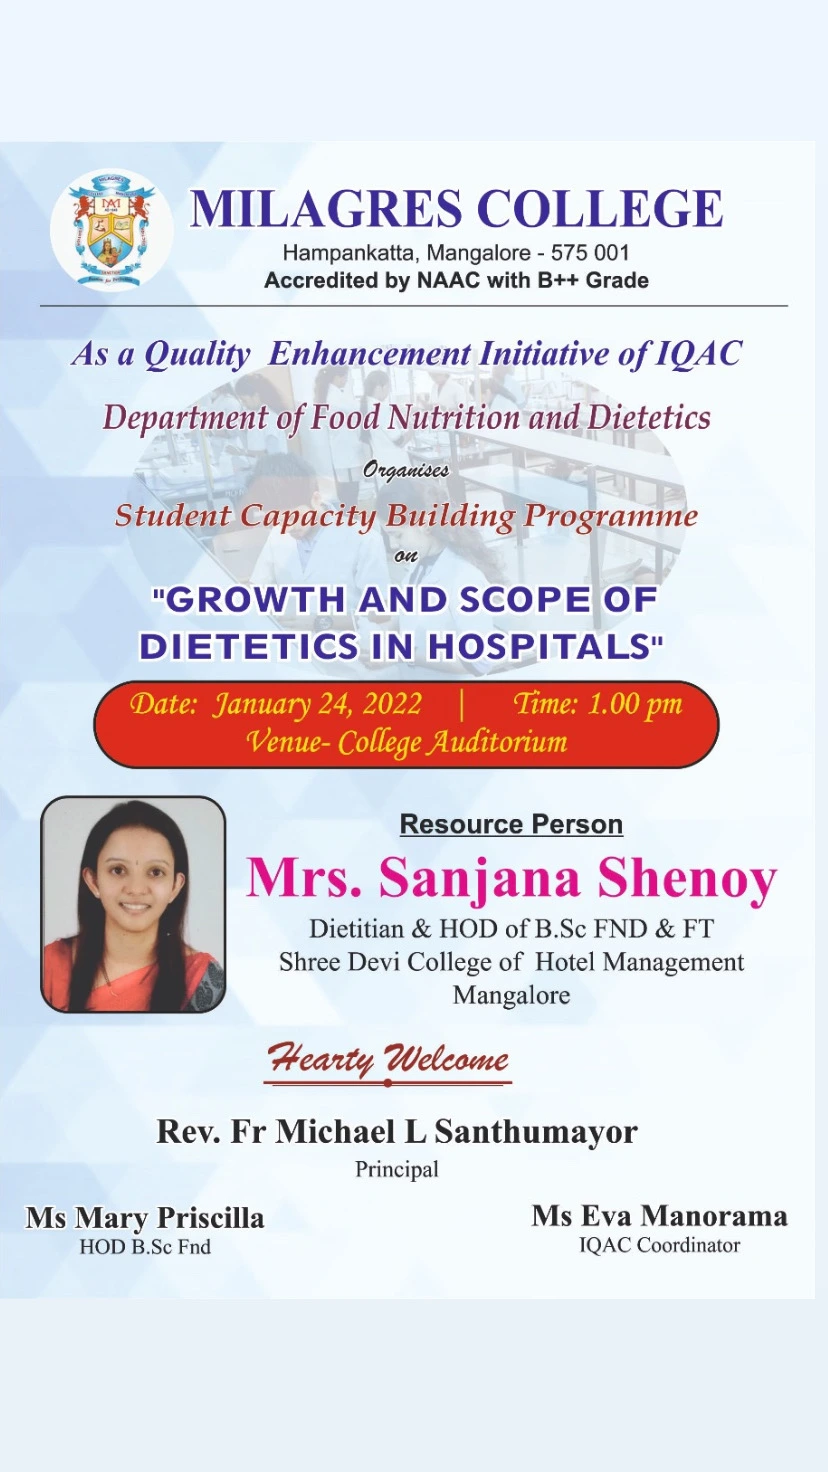 MILAGRES COLLEGE
Hampankatta, Mangalore - 575 001
Accredited by NAAC with B++ Grade
As a Quality Enhancement Initiative of IQAC
Department of Food Nutrition and Dietetics
Organises
Student Capacity Building Programme
on
"GROWTH AND SCOPE OF
DIETETICS IN HOSPITALS"
Date: January 24, 2022 | Time: 1.00 pm
Venue- College Auditorium
Resource Person
Mrs. Sanjana Shenoy
Dietitian & HOD of B.Sc FND & FT
Shree Devi College of Hotel Management
Mangalore
Hearty Welcome
Rev. Fr Michael L Santhumayor
Principal
Ms Mary Priscilla
HOD B.Sc Fnd
Ms Eva Manorama
IQAC Coordinator